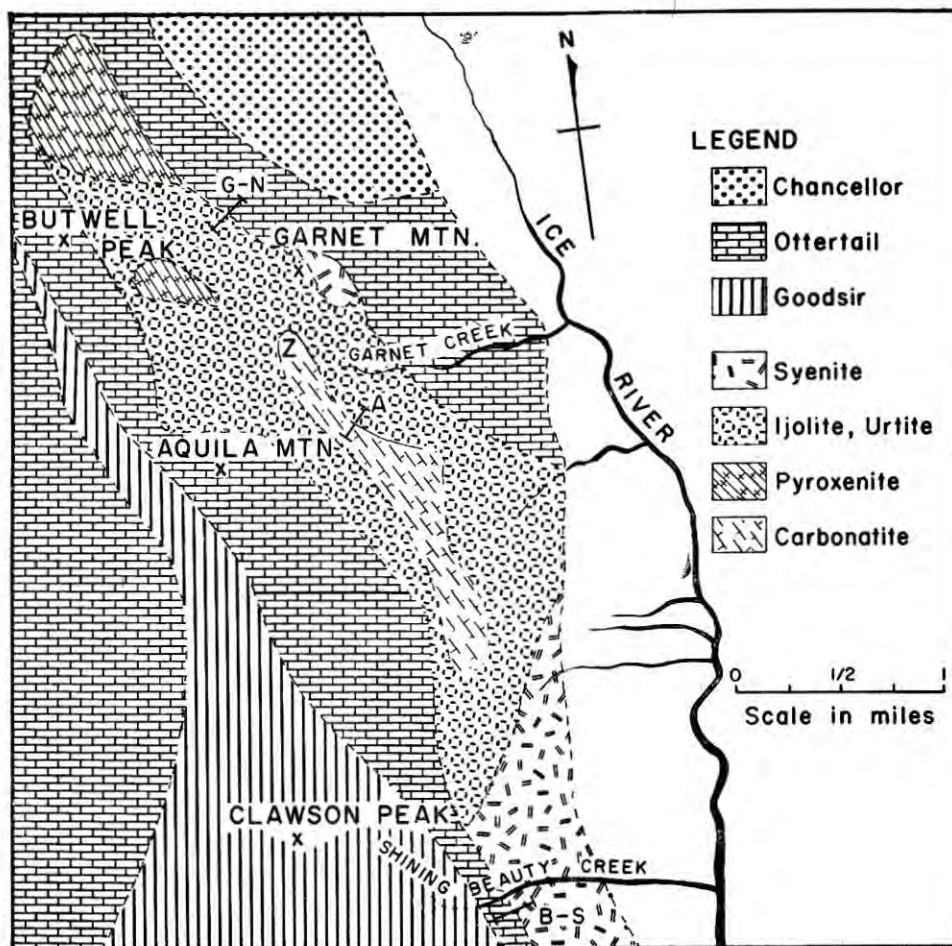 N
LEGEND
Chancellor
Ottertail
Goodsir
Syenite
Ijolite, Urtite
Pyroxenite
Carbonatite
G-N
BUTWELL
PEAK
GARNET MTN.
ICE
RIVER
GARNET CREEK
Z
A
AQUILA MTN
0 1/2 1
Scale in miles
CLAWSON PEAK
SHINING BEAUTY CREEK
B-S